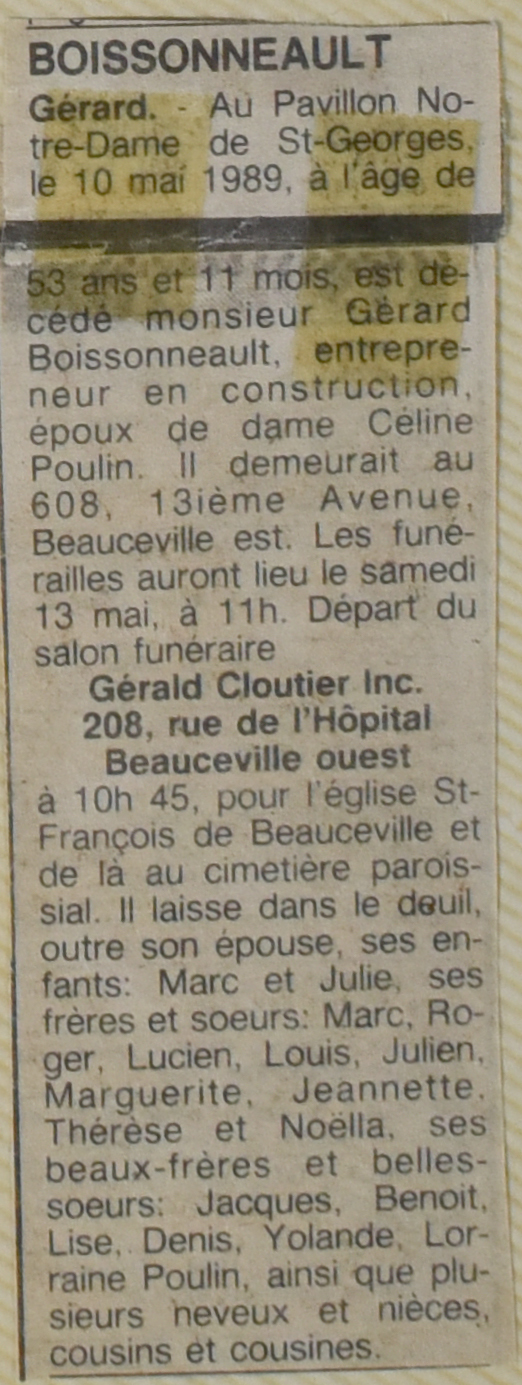 BOISSONNEAULT
Gérard. - Au Pavillon No-
tre-Dame de St-Georges,
le 10 mai 1989, à l'âge de
53 ans et 11 mois, est dé-
cédé monsieur Gérard
Boissonneault, entrepre-
neur en construction,
époux de dame Céline
Poulin. Il demeurait au
608, 13ième Avenue,
Beauceville est. Les funé-
railles auront lieu le samedi
13 mai, à 11h. Départ du
salon funéraire
Gérald Cloutier Inc.
208, rue de l'Hôpital
Beauceville ouest
à 10h 45, pour l'église St-
François de Beauceville et
de là au cimetière parois-
sial. Il laisse dans le deuil,
outre son épouse, ses en-
fants: Marc et Julie, ses
frères et soeurs: Marc, Ro-
ger, Lucien, Louis, Julien,
Marguerite, Jeannette,
Thérèse et Noëlla, ses
beaux-frères et belles-
soeurs: Jacques, Benoit,
Lise, Denis, Yolande, Lor-
raine Poulin, ainsi que plu-
sieurs neveux et nièces,
cousins et cousines.